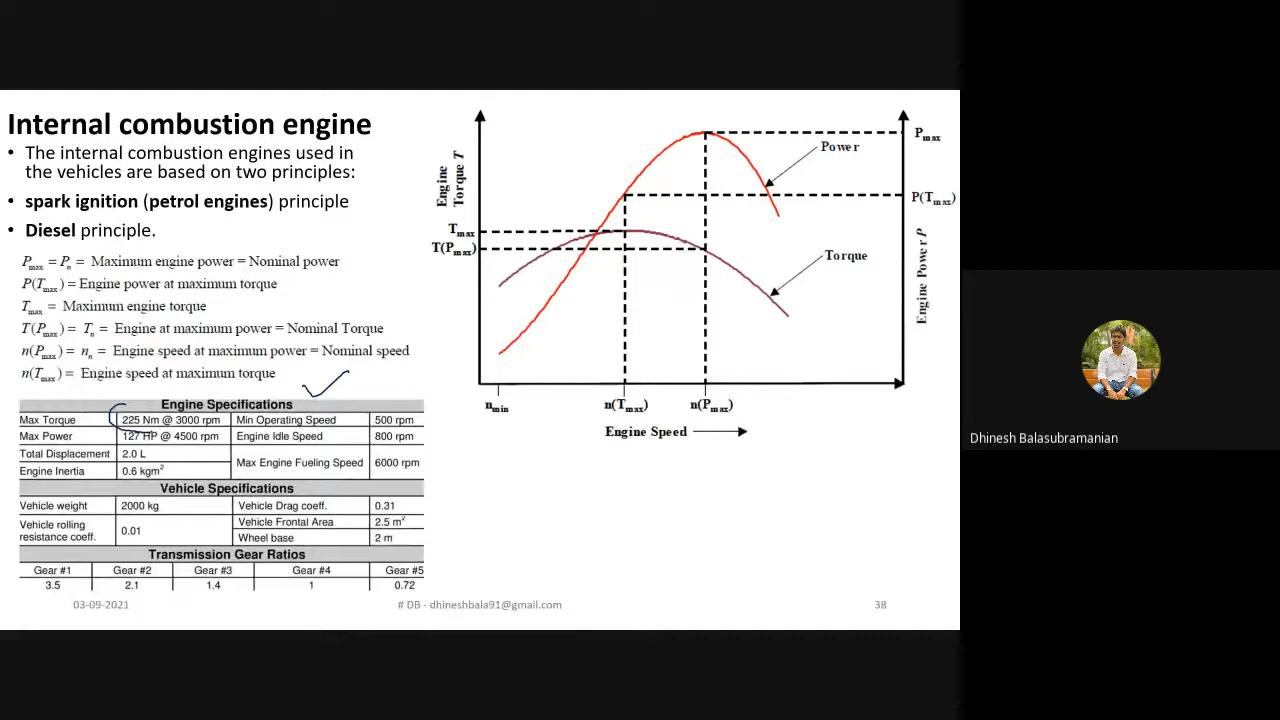 Internal combustion engine
• The internal combustion engines used in
the vehicles are based on two principles:
• spark ignition (petrol engines) principle
• Diesel principle.
Pmax = Pn = Maximum engine power = Nominal power
P(Tmax) = Engine power at maximum torque
Tmax = Maximum engine torque
T(Pmax) = Tn = Engine at maximum power = Nominal Torque
n(Pmax) = nn = Engine speed at maximum power = Nominal speed
n(Tmax) = Engine speed at maximum torque
Engine Specifications
Max Torque 225 Nm @ 3000 rpm Min Operating Speed 500 rpm
Max Power 127 HP @ 4500 rpm Engine Idle Speed 800 rpm
Total Displacement 2.0 L
Max Engine Fueling Speed 6000 rpm
Engine Inertia 0.6 kgm²
Vehicle Specifications
Vehicle weight 2000 kg Vehicle Drag coeff. 0.31
Vehicle rolling
resistance coeff. 0.01
Vehicle Frontal Area 2.5 m²
Wheel base 2 m
Transmission Gear Ratios
Gear #1 Gear #2 Gear #3 Gear #4 Gear #5
3.5 2.1 1.4 1 0.72
Engine
Torque T
Tmax
T(Pmax)
Power
Torque
Pmax
P(Tmax)
Engine Power P
nmin n(Tmax) n(Pmax)
Engine Speed
03-09-2021 # DB - dhineshbala91@gmail.com 38
Dhinesh Balasubramanian